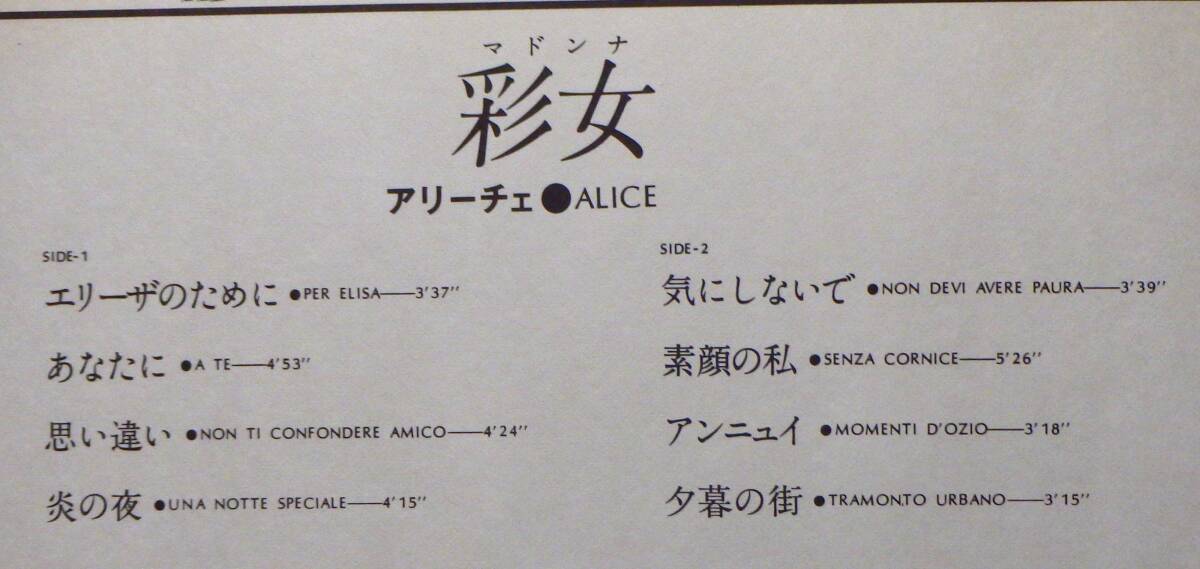 マドンナ
彩女
アリーチェ●ALICE
SIDE-1
エリーザのために ●PER ELISA——3'37''
あなたに ●A TE——4'53''
思い違い ●NON TI CONFONDERE AMICO——4'24''
炎の夜 ●UNA NOTTE SPECIALE——4'15''
SIDE-2
気にしないで ●NON DEVI AVERE PAURA——3'39''
素顔の私 ●SENZA CORNICE——5'26''
アンニュイ ●MOMENTI D'OZIO——3'18''
夕暮の街 ●TRAMONTO URBANO——3'15''